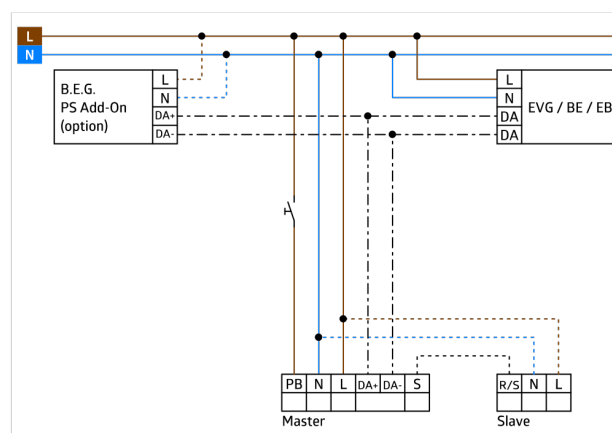 L
N
B.E.G.
PS Add-On
(option)
L
N
DA+
DA-
L
N
DA
DA
EVG / BE / EB
PB N L DA+ DA- S
R/S N L
Master
Slave